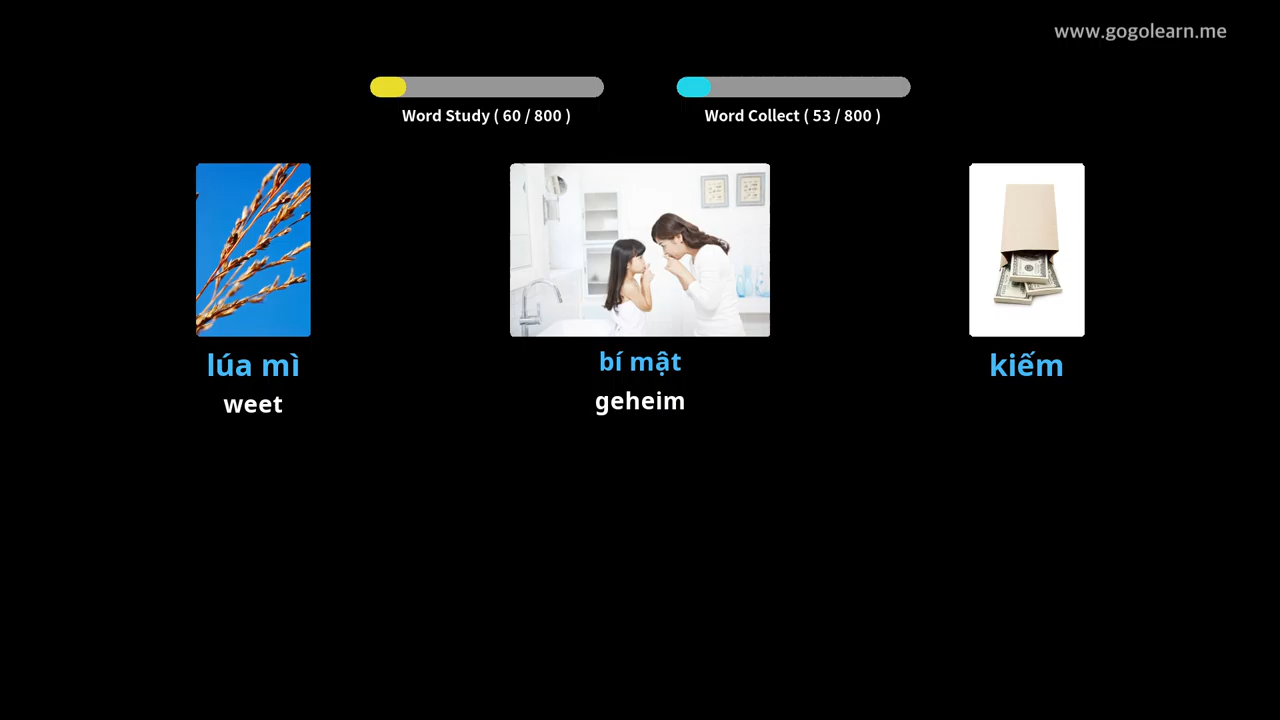 www.gogolearn.me
Word Study ( 60 / 800 )
Word Collect ( 53 / 800 )
lúa mì
weet
bí mật
geheim
kiếm